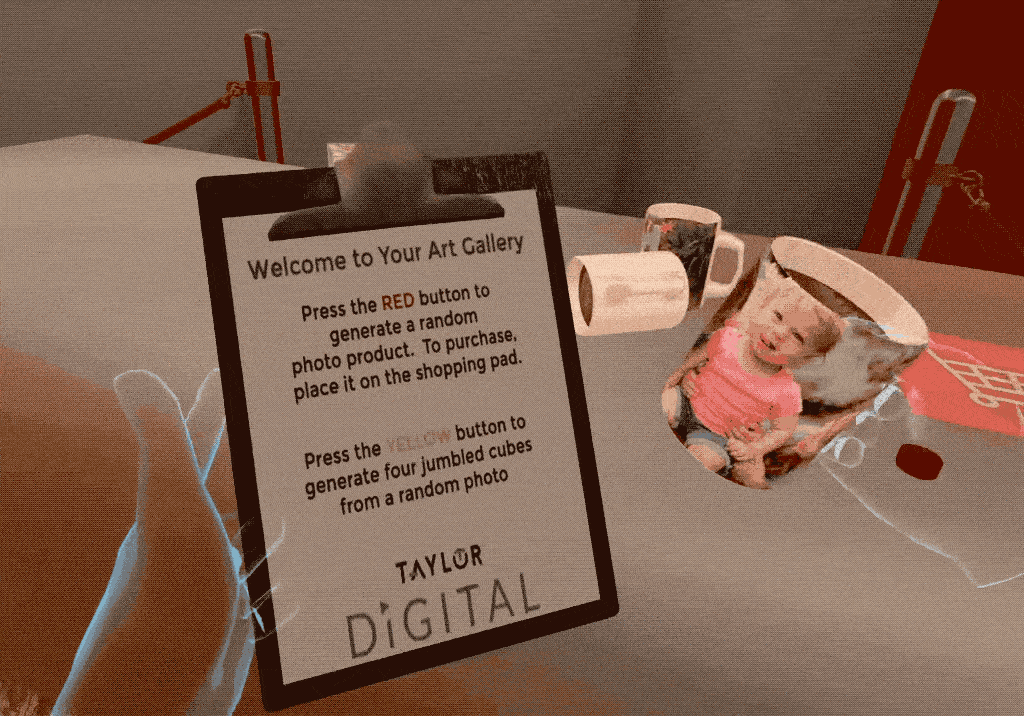 Welcome to Your Art Gallery
Press the RED button to
generate a random
photo product. To purchase,
place it on the shopping pad.
Press the YELLOW button to
generate four jumbled cubes
from a random photo
TAYLOR
DiGITAL